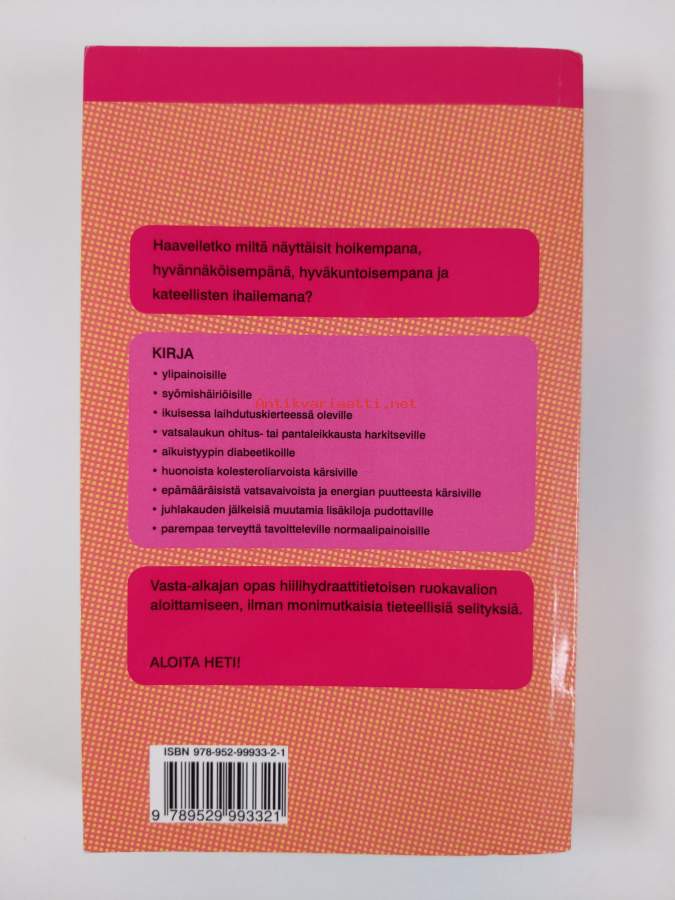 Haaveiletko miltä näyttäisit hoikempana,
hyvännäköisempänä, hyväkuntoisempana ja
kateellisten ihailemana?
KIRJA
• ylipainoisille
• syömishäiriöisille
Antikvariaatti.net
• ikuisessa laihdutuskierteessä oleville
• vatsalaukun ohitus- tai pantaleikkausta harkitseville
• aikuistyypin diabeetikoille
• huonoista kolesteroliarvoista kärsiville
• epämääräisistä vatsavaivoista ja energian puutteesta kärsiville
• juhlakauden jälkeisiä muutamia lisäkiloja pudottaville
• parempaa terveyttä tavoitteleville normaalipainoisille
Vasta-alkajan opas hiilihydraattitietoisen ruokavalion
aloittamiseen, ilman monimutkaisia tieteellisiä selityksiä.
ALOITA HETI!
ISBN 978-952-99933-2-1
9 789529 993321